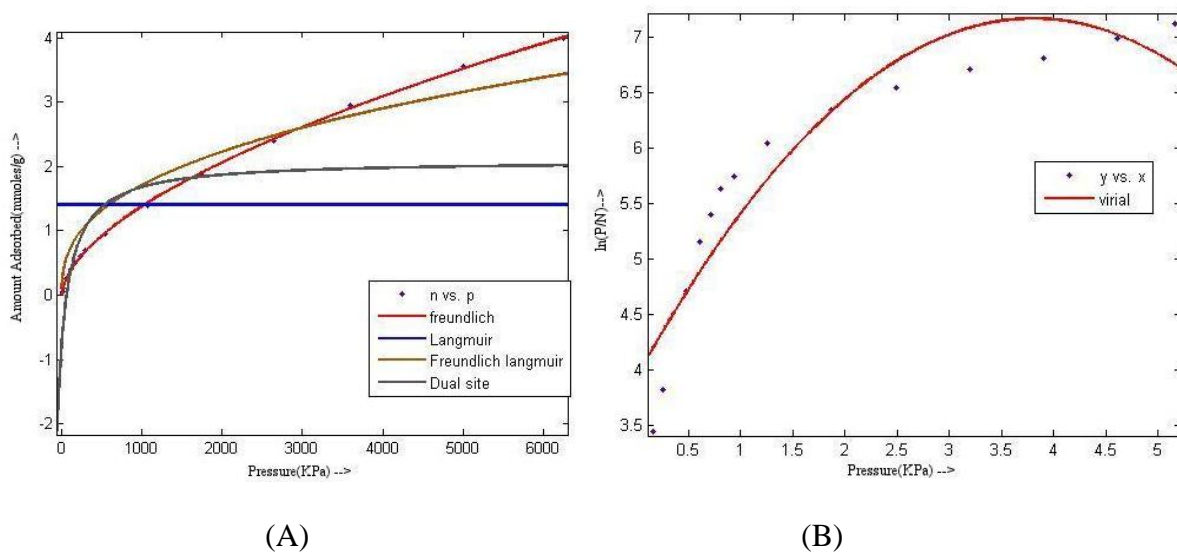 4
3
2
1
0
-1
-2
Amount Adsorbed(mmoles/g) -->
n vs. p
freundlich
Langmuir
Freundlich langmuir
Dual site
0 1000 2000 3000 4000 5000 6000
Pressure(KPa) -->
(A)
7
6.5
6
5.5
5
4.5
4
3.5
ln(P/N)-->
y vs. x
virial
0.5 1 1.5 2 2.5 3 3.5 4 4.5 5
Pressure(KPa) -->
(B)